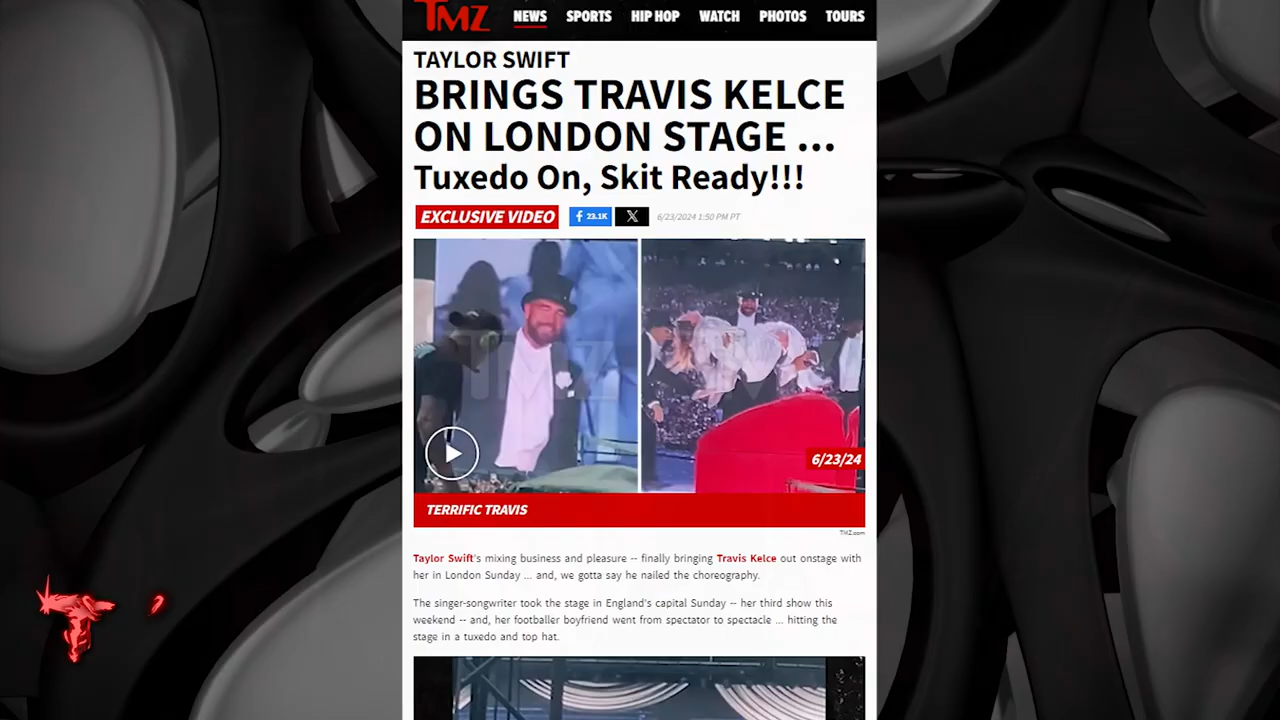 TMZ NEWS SPORTS HIP HOP WATCH PHOTOS TOURS
TAYLOR SWIFT
BRINGS TRAVIS KELCE
ON LONDON STAGE ...
Tuxedo On, Skit Ready!!!
EXCLUSIVE VIDEO 23.1K 6/23/2024 1:50 PM PT
TMZ
6/23/24
TERRIFIC TRAVIS
TMZ.com
Taylor Swift's mixing business and pleasure -- finally bringing Travis Kelce out onstage with
her in London Sunday ... and, we gotta say he nailed the choreography.
The singer-songwriter took the stage in England's capital Sunday -- her third show this
weekend -- and, her footballer boyfriend went from spectator to spectacle ... hitting the
stage in a tuxedo and top hat.